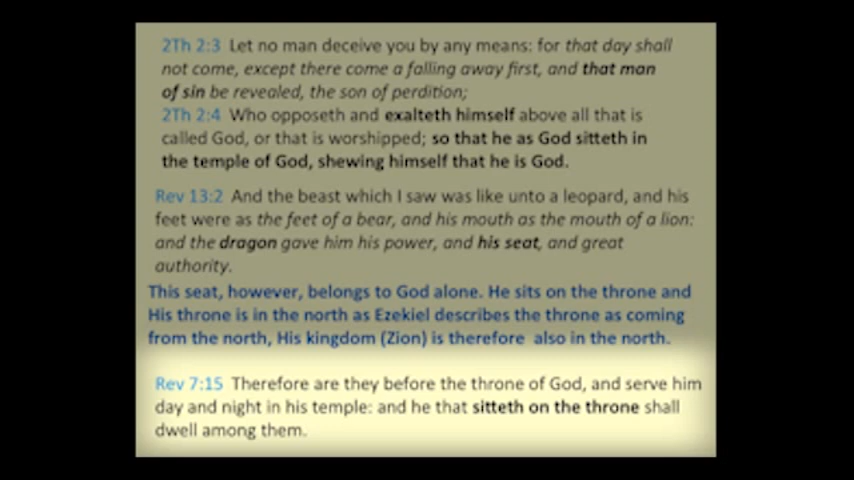 2Th 2:3 Let no man deceive you by any means: for that day shall
not come, except there come a falling away first, and that man
of sin be revealed, the son of perdition;
2Th 2:4 Who opposeth and exalteth himself above all that is
called God, or that is worshipped; so that he as God sitteth in
the temple of God, shewing himself that he is God.
Rev 13:2 And the beast which I saw was like unto a leopard, and his
feet were as the feet of a bear, and his mouth as the mouth of a lion:
and the dragon gave him his power, and his seat, and great
authority.
This seat, however, belongs to God alone. He sits on the throne and
His throne is in the north as Ezekiel describes the throne as coming
from the north, His kingdom (Zion) is therefore also in the north.
Rev 7:15 Therefore are they before the throne of God, and serve him
day and night in his temple: and he that sitteth on the throne shall
dwell among them.